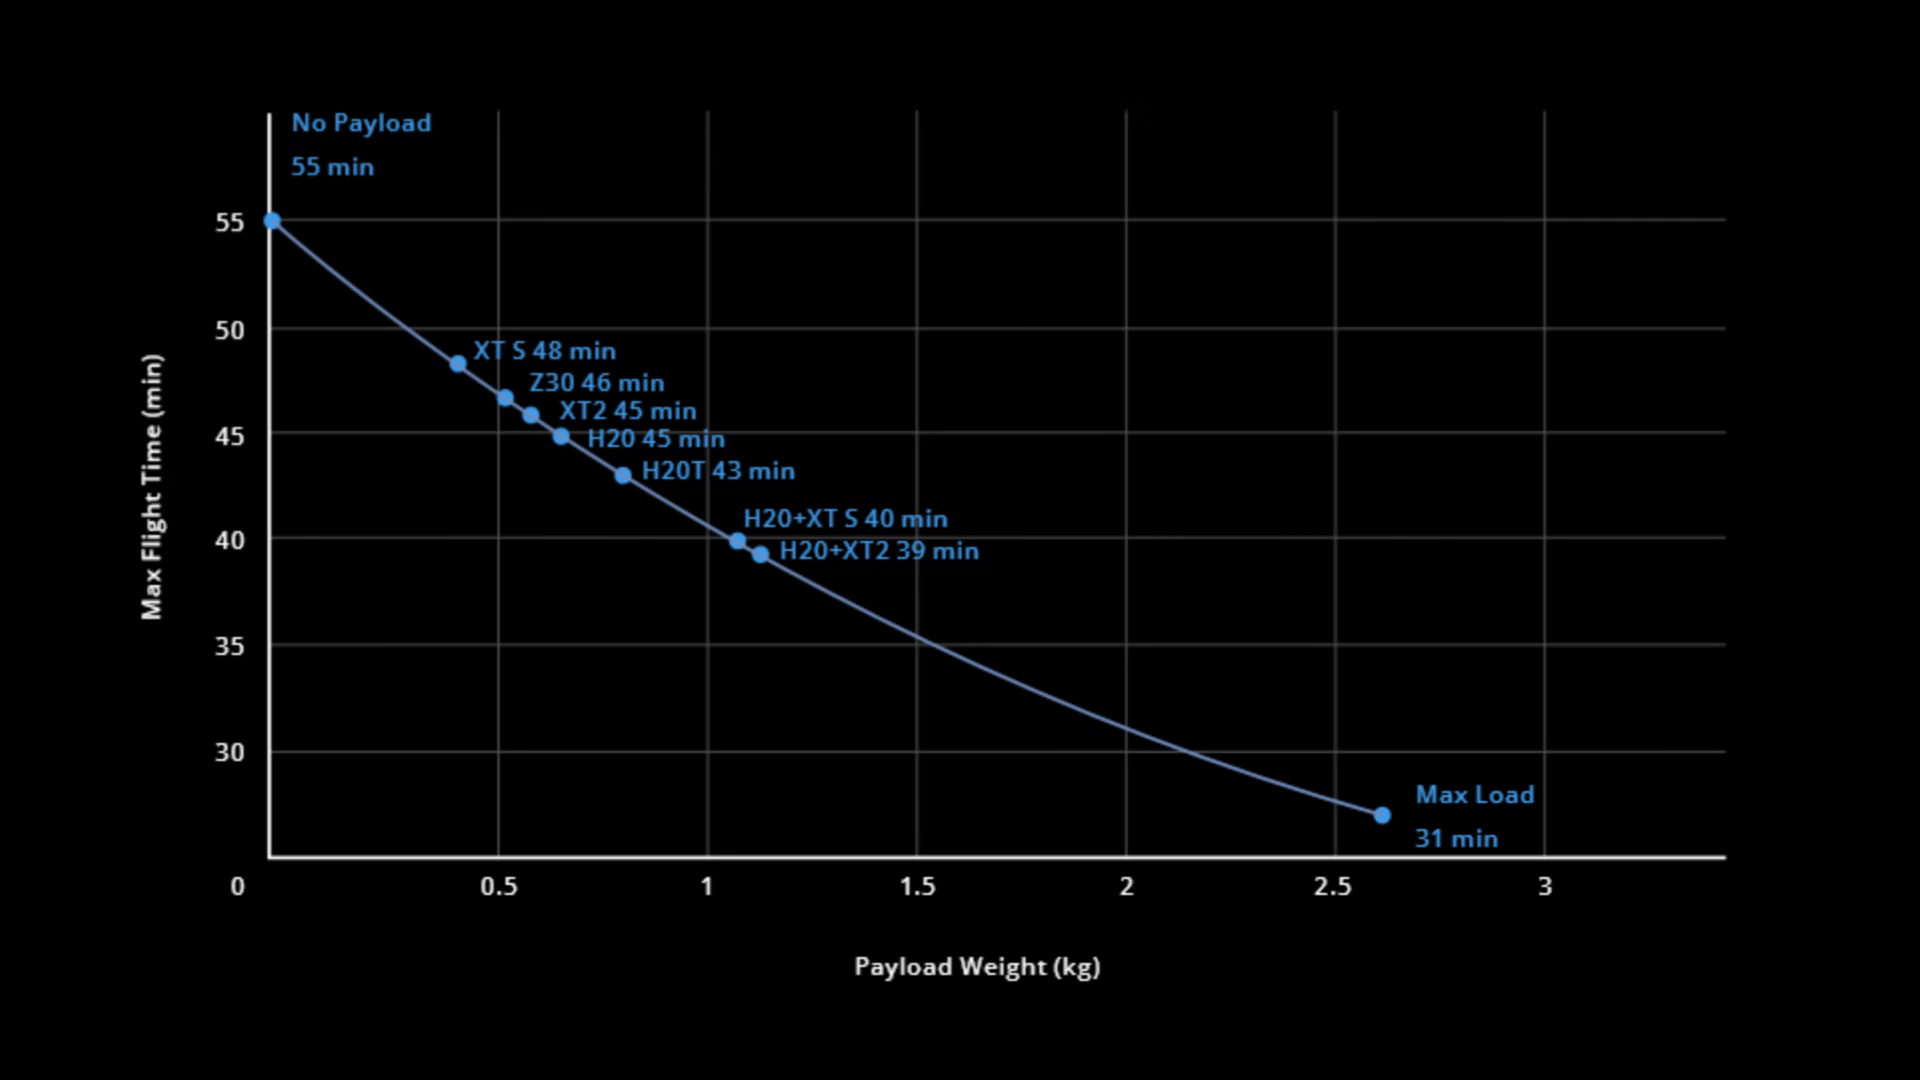 No Payload
55 min
55
50
45
40
35
30
XT S 48 min
Z30 46 min
XT2 45 min
H20 45 min
H20T 43 min
H20+XT S 40 min
H20+XT2 39 min
Max Load
31 min
Max Flight Time (min)
0 0.5 1 1.5 2 2.5 3
Payload Weight (kg)